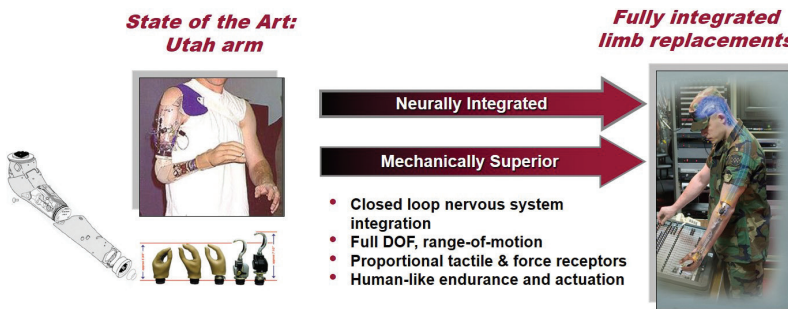 State of the Art:
Utah arm
Fully integrated
limb replacements
Neurally Integrated
Mechanically Superior
• Closed loop nervous system
integration
• Full DOF, range-of-motion
• Proportional tactile & force receptors
• Human-like endurance and actuation